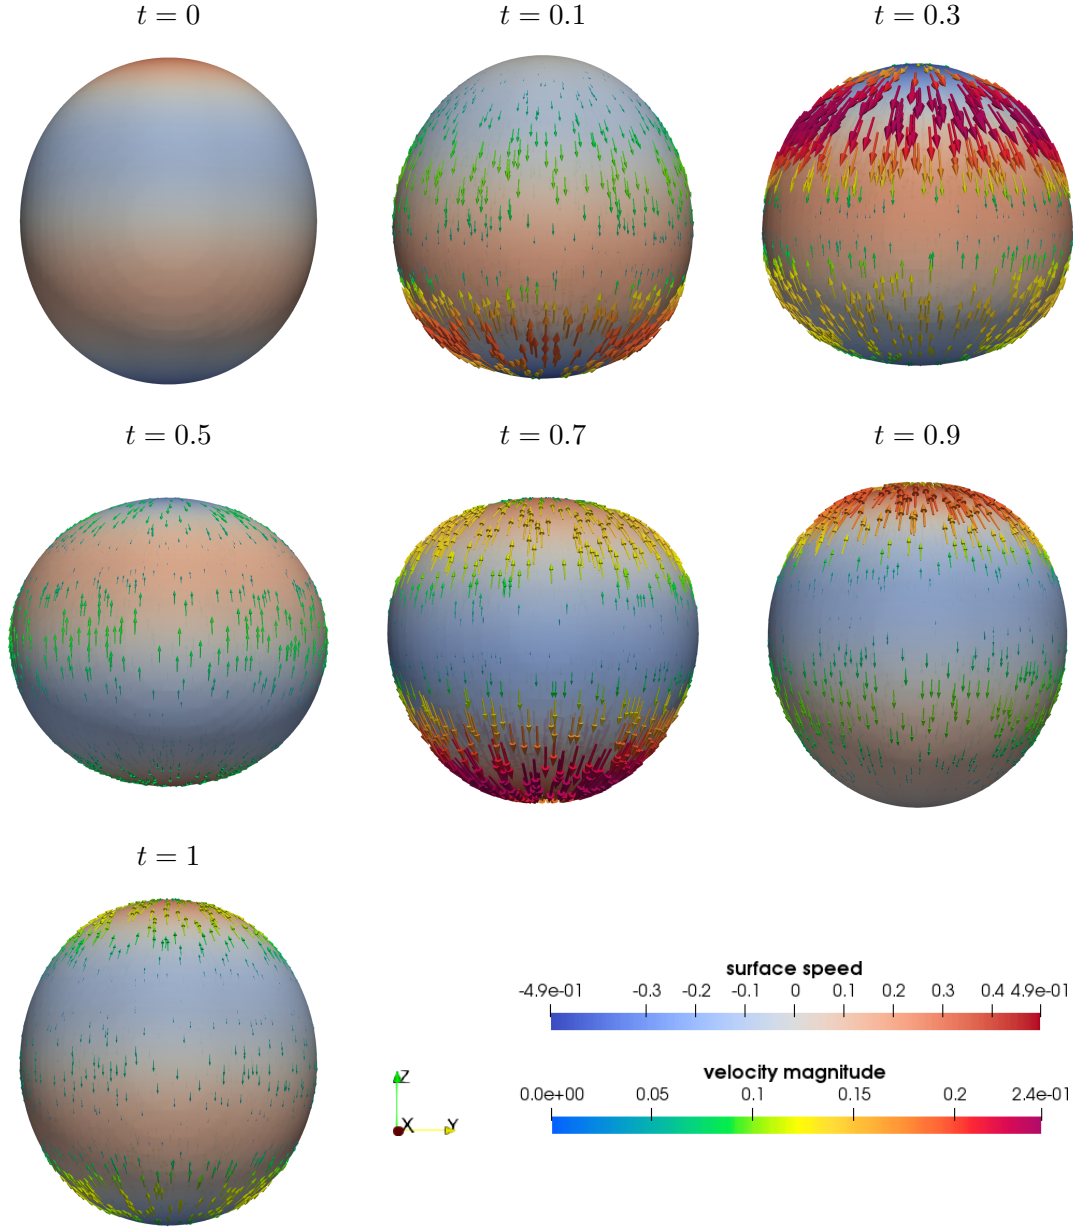 t = 0
t = 0.1
t = 0.3
t = 0.5
t = 0.7
t = 0.9
t = 1
surface speed
-4.9e-01 -0.3 -0.2 -0.1 0 0.1 0.2 0.3 0.4 4.9e-01
velocity magnitude
0.0e+00 0.05 0.1 0.15 0.2 2.4e-01
Z
X Y